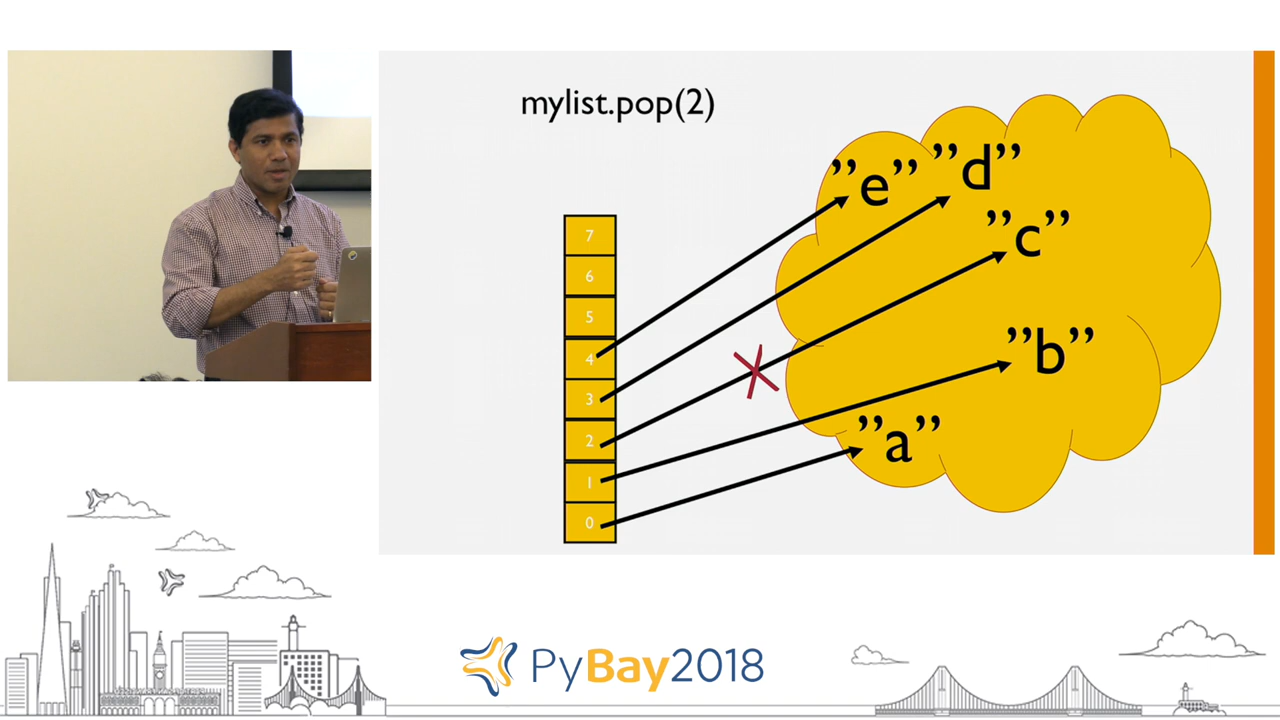 mylist.pop(2)
”e”
”d”
”c”
”b”
”a”
7
6
5
4
3
2
1
0
PyBay2018